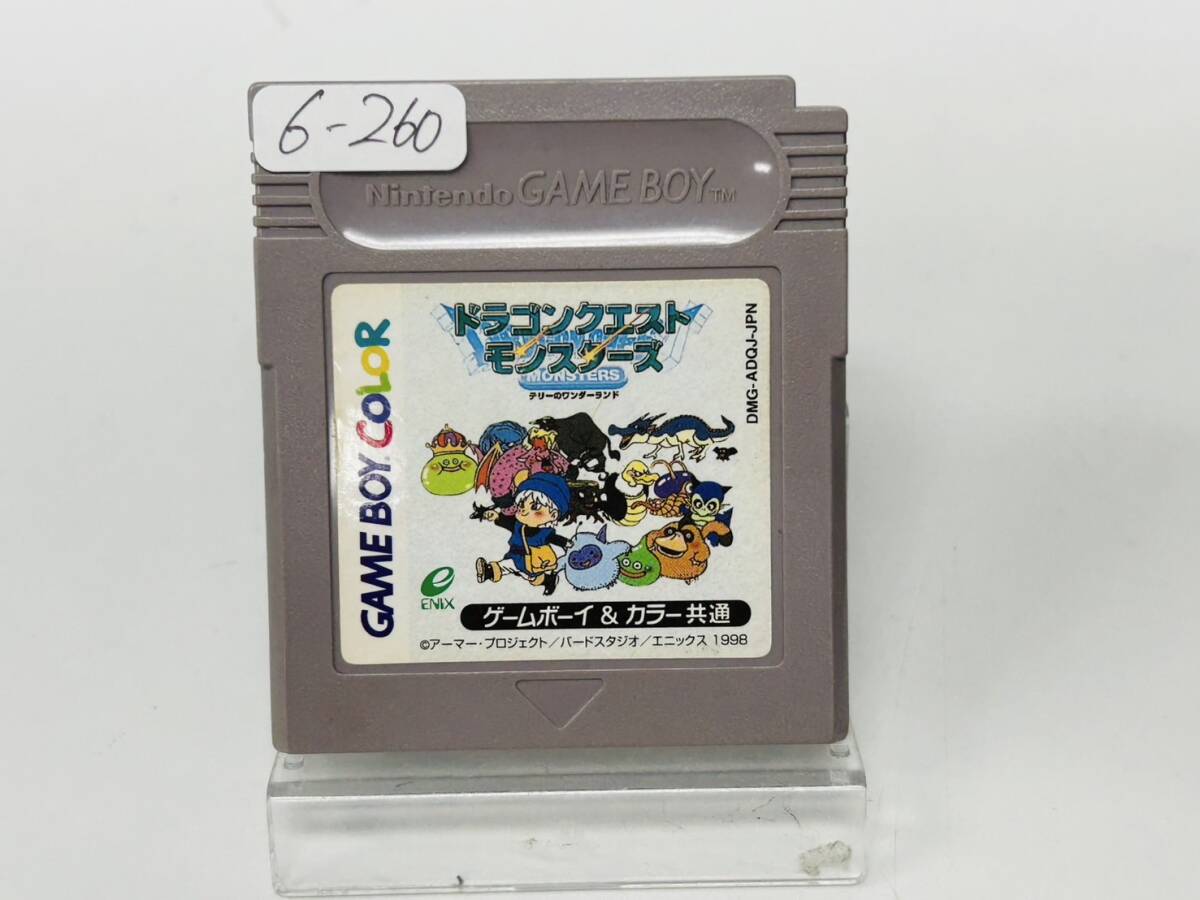 6-260
Nintendo GAME BOY TM
GAME BOY COLOR
ドラゴンクエスト
モンスターズ
MONSTERS
テリーのワンダーランド
DMG-ADQJ-JPN
ENIX
ゲームボーイ & カラー共通
©アーマー・プロジェクト/バードスタジオ/エニックス 1998